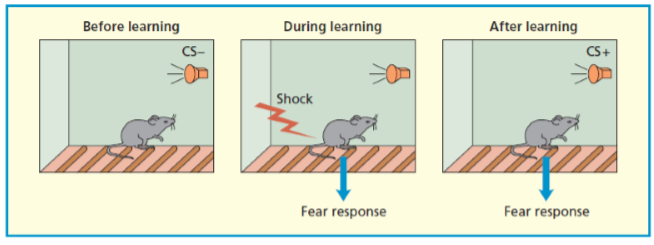 Before learning
During learning
After learning
CS–
CS+
Shock
Fear response
Fear response